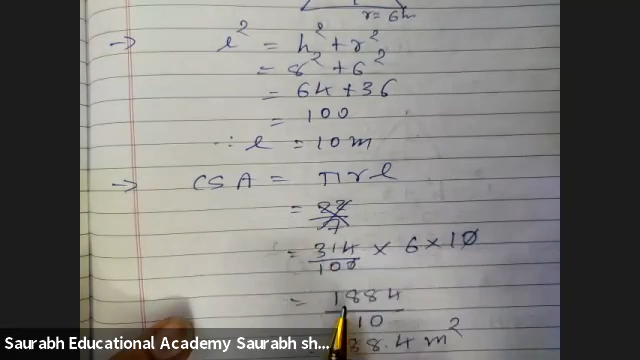 r = 6m
→ l² = h² + r²
= 8² + 6²
= 64 + 36
= 100
∴ l = 10m
→ CSA = πrl
= 22/7
= 314/100 × 6 × 10
= 1884/10
8.4 m²
Saurabh Educational Academy Saurabh sh...